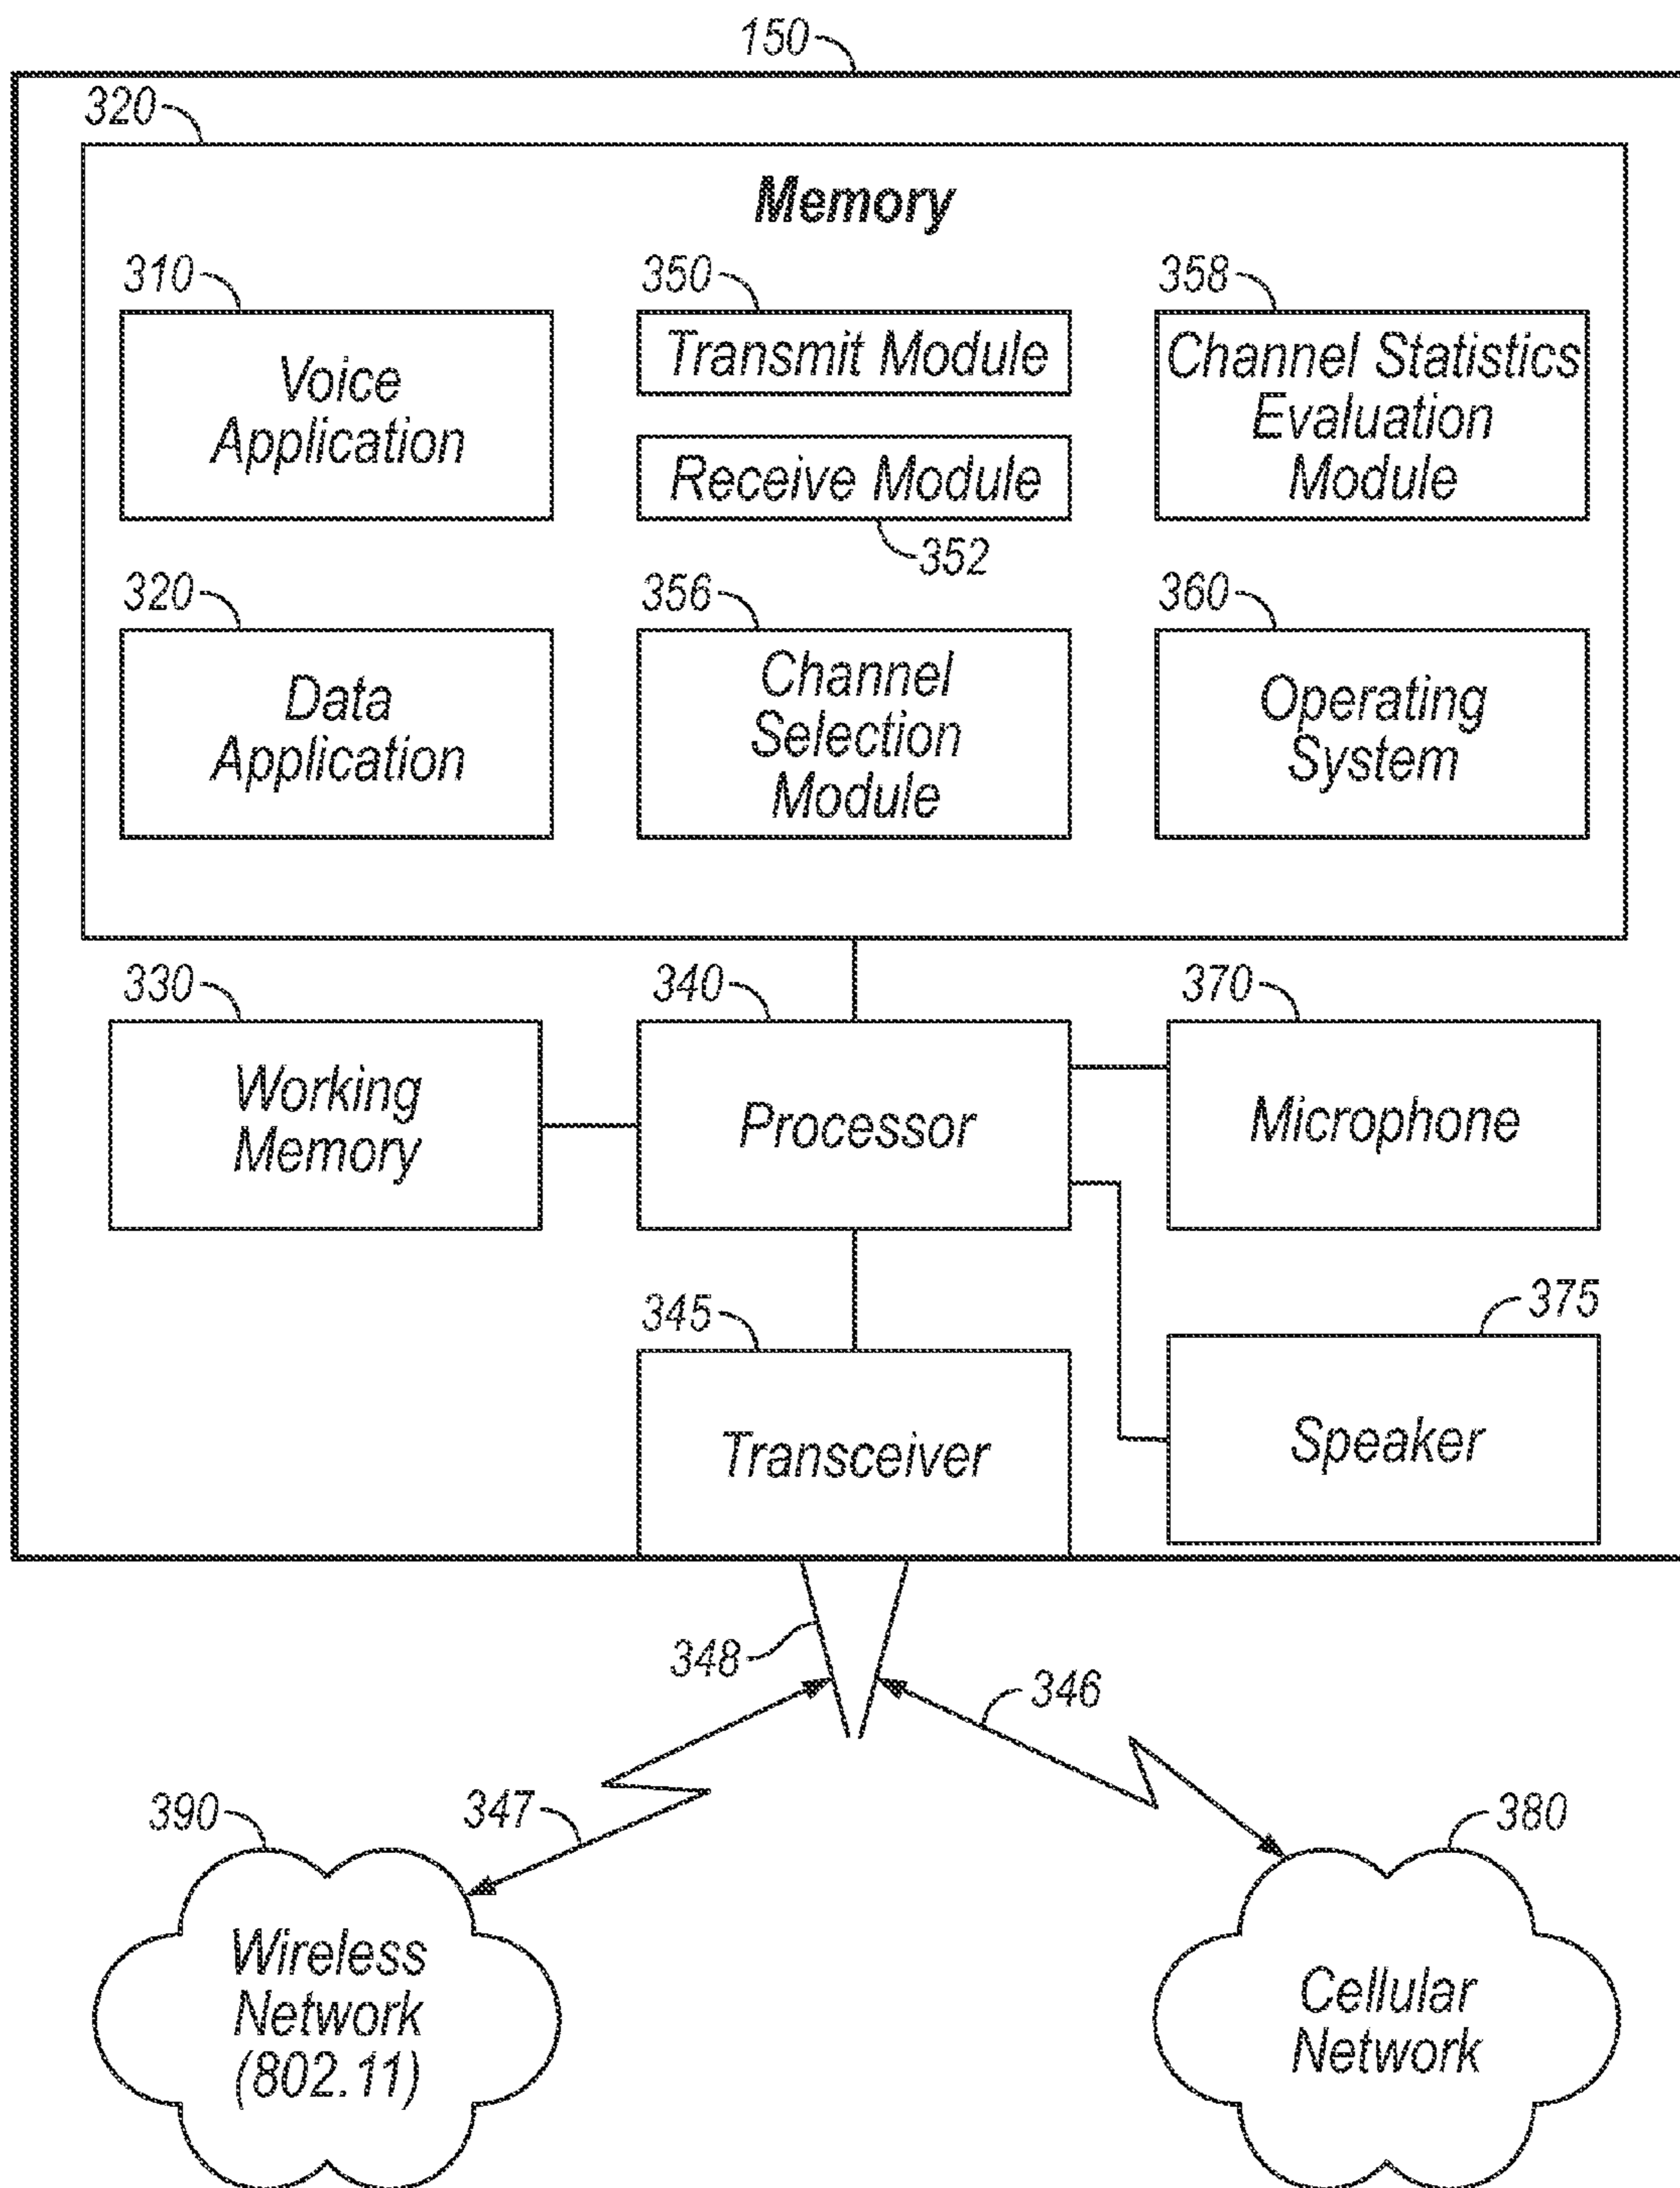 150
320
Memory
310
350
358
Voice
Application
Transmit Module
Receive Module
352
Channel Statistics
Evaluation
Module
320
356
360
Data
Application
Channel
Selection
Module
Operating
System
330
340
370
Working
Memory
Processor
Microphone
345
375
Transceiver
Speaker
348
346
390
347
380
Wireless
Network
(802.11)
Cellular
Network